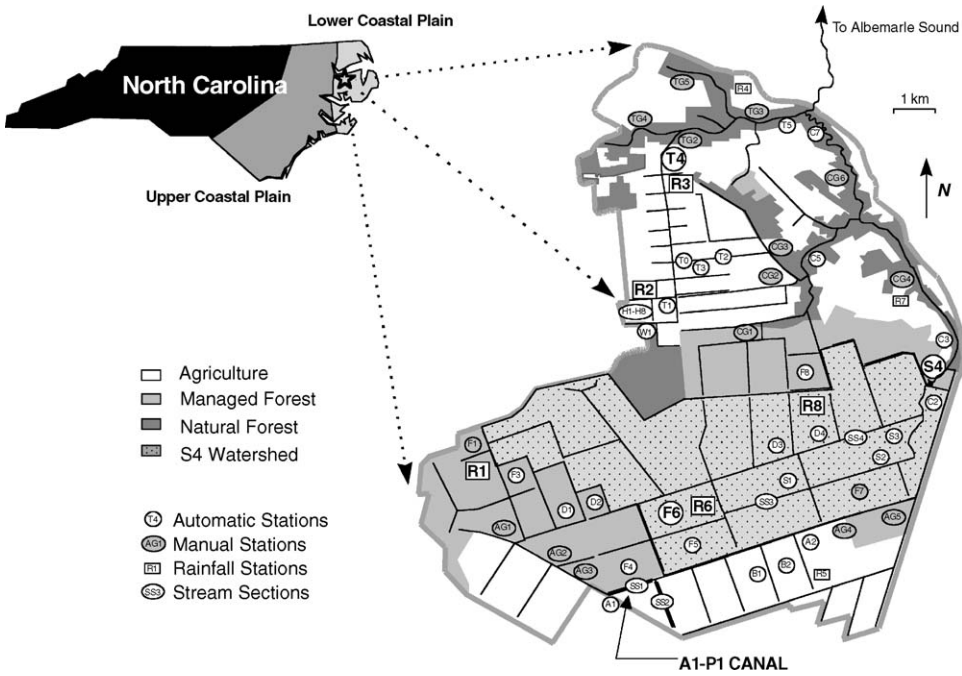 Lower Coastal Plain
North Carolina
Upper Coastal Plain
To Albemarle Sound
1 km
N
TG5
R4
TG4
TG3
T5
C7
TG2
T4
R3
CG6
CG3
T0
T2
T3
C5
CG2
CG4
R2
R7
H1-H8
T1
W1
CG1
C3
S4
F8
C2
R8
F1
D4
SS4
S3
D3
R1
F3
S2
S1
D2
F7
D1
F6
R6
SS3
AG1
AG5
AG4
F5
A2
AG2
AG3
F4
B2
B1
R5
SS1
A1
SS2
A1-P1 CANAL
Agriculture
Managed Forest
Natural Forest
S4 Watershed
T4 Automatic Stations
AG1 Manual Stations
R1 Rainfall Stations
SS3 Stream Sections